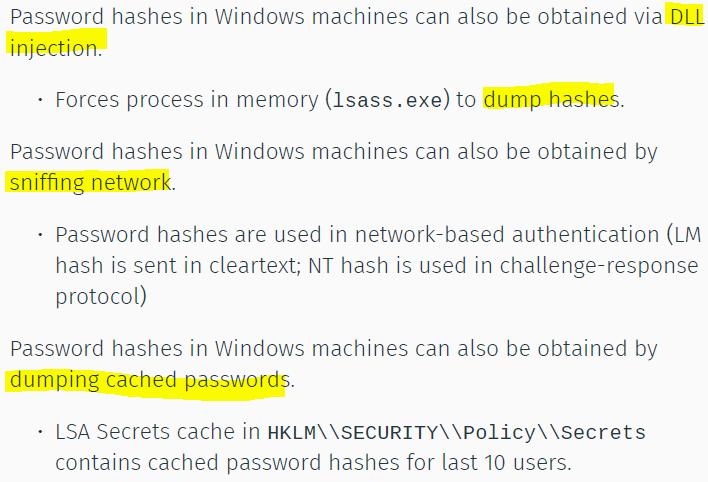 Password hashes in Windows machines can also be obtained via DLL
injection.
• Forces process in memory (lsass.exe) to dump hashes.
Password hashes in Windows machines can also be obtained by
sniffing network.
• Password hashes are used in network-based authentication (LM
hash is sent in cleartext; NT hash is used in challenge-response
protocol)
Password hashes in Windows machines can also be obtained by
dumping cached passwords.
• LSA Secrets cache in HKLM\\SECURITY\\Policy\\Secrets
contains cached password hashes for last 10 users.